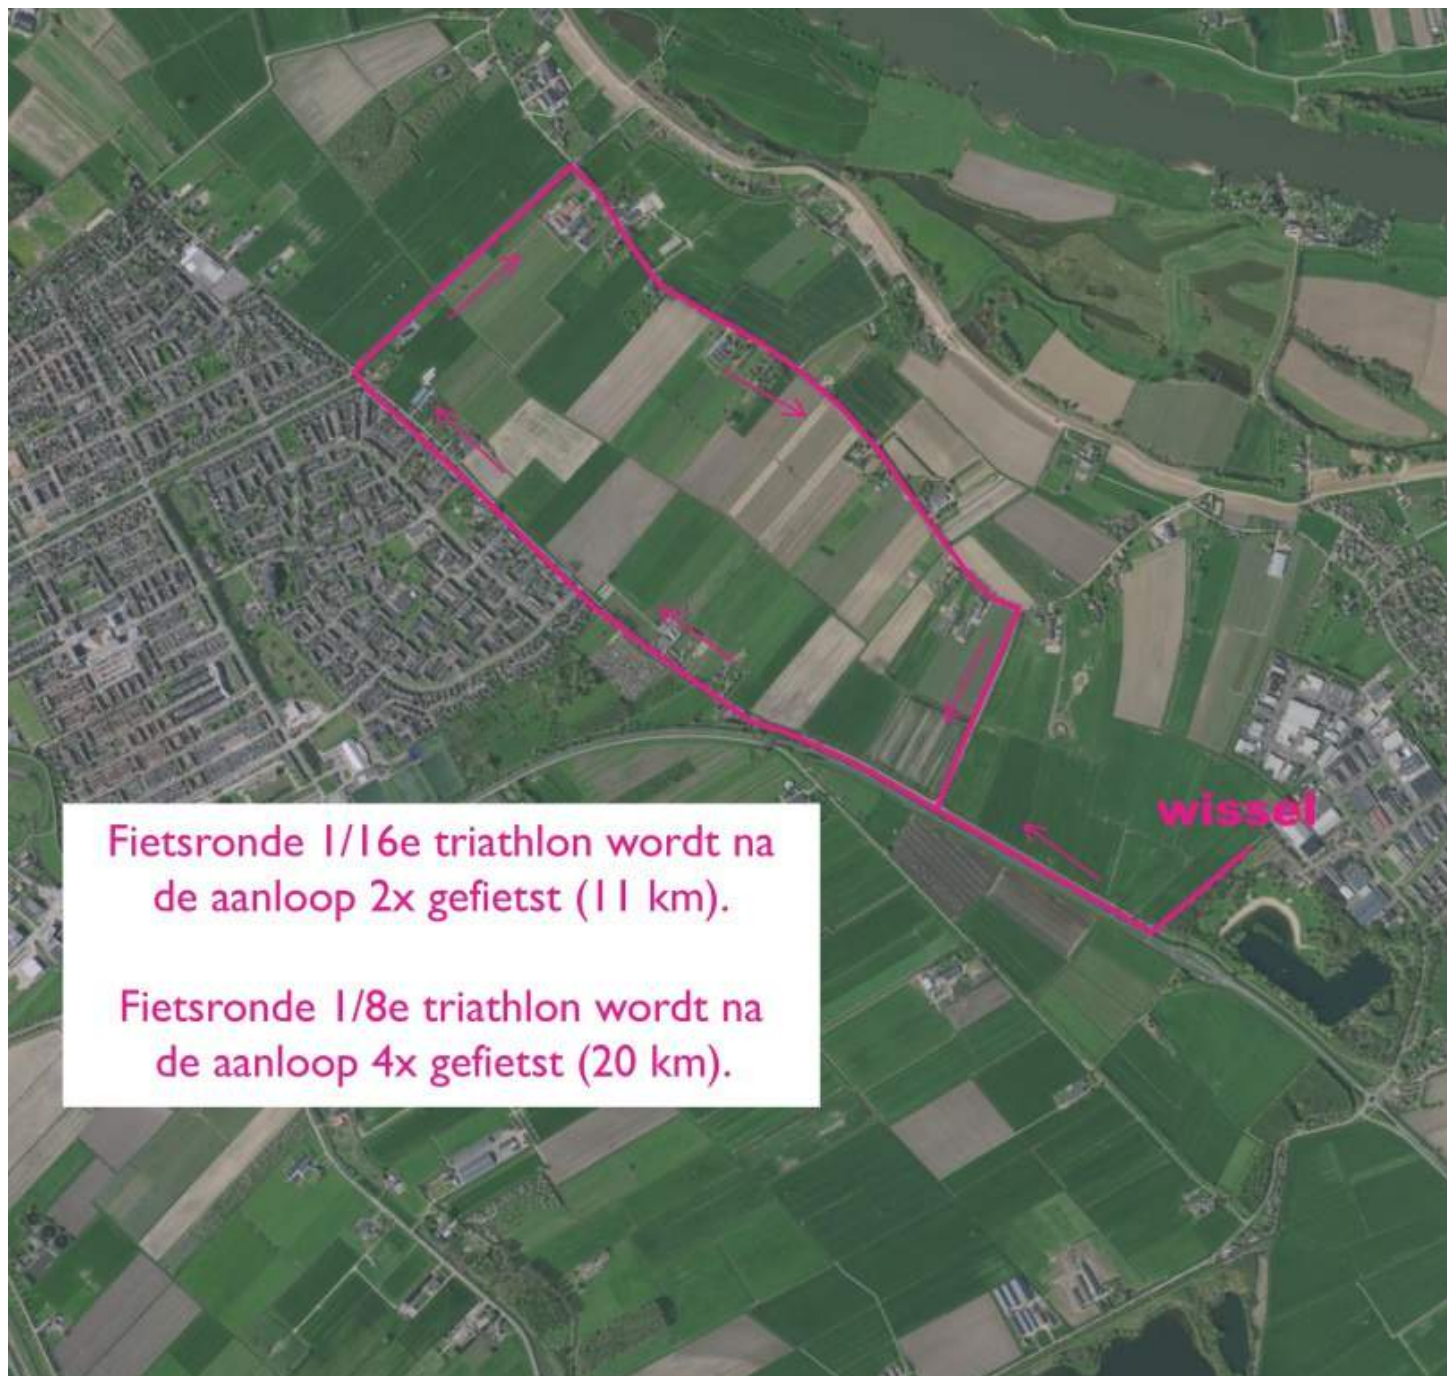 wissel
Fietsronde 1/16e triathlon wordt na
de aanloop 2x gefietst (11 km).
Fietsronde 1/8e triathlon wordt na
de aanloop 4x gefietst (20 km).